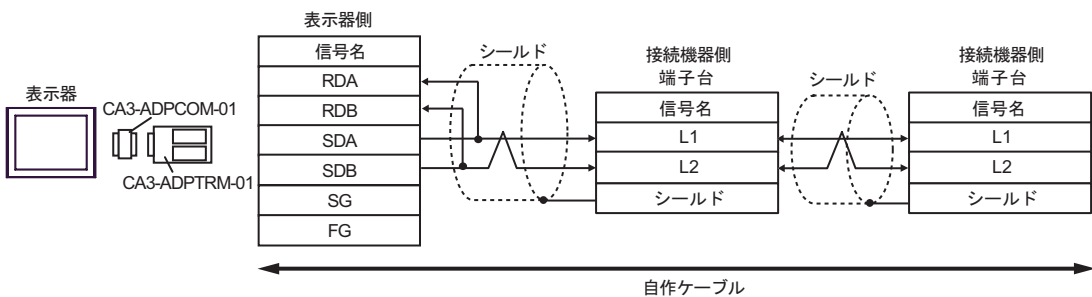 表示器
CA3-ADPCOM-01
CA3-ADPTRM-01
表示器側
信号名
RDA
RDB
SDA
SDB
SG
FG
シールド
接続機器側
端子台
信号名
L1
L2
シールド
シールド
接続機器側
端子台
信号名
L1
L2
シールド
自作ケーブル